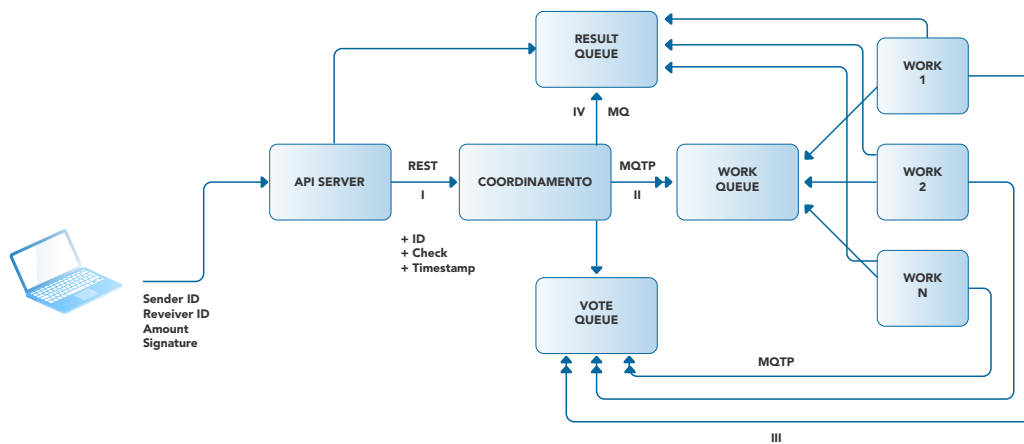 RESULT
QUEUE
WORK
1
IV
MQ
REST
MQTP
API SERVER
COORDINAMENTO
WORK
QUEUE
WORK
2
I
II
+ ID
+ Check
+ Timestamp
WORK
N
Sender ID
Reveiver ID
Amount
Signature
VOTE
QUEUE
MQTP
III